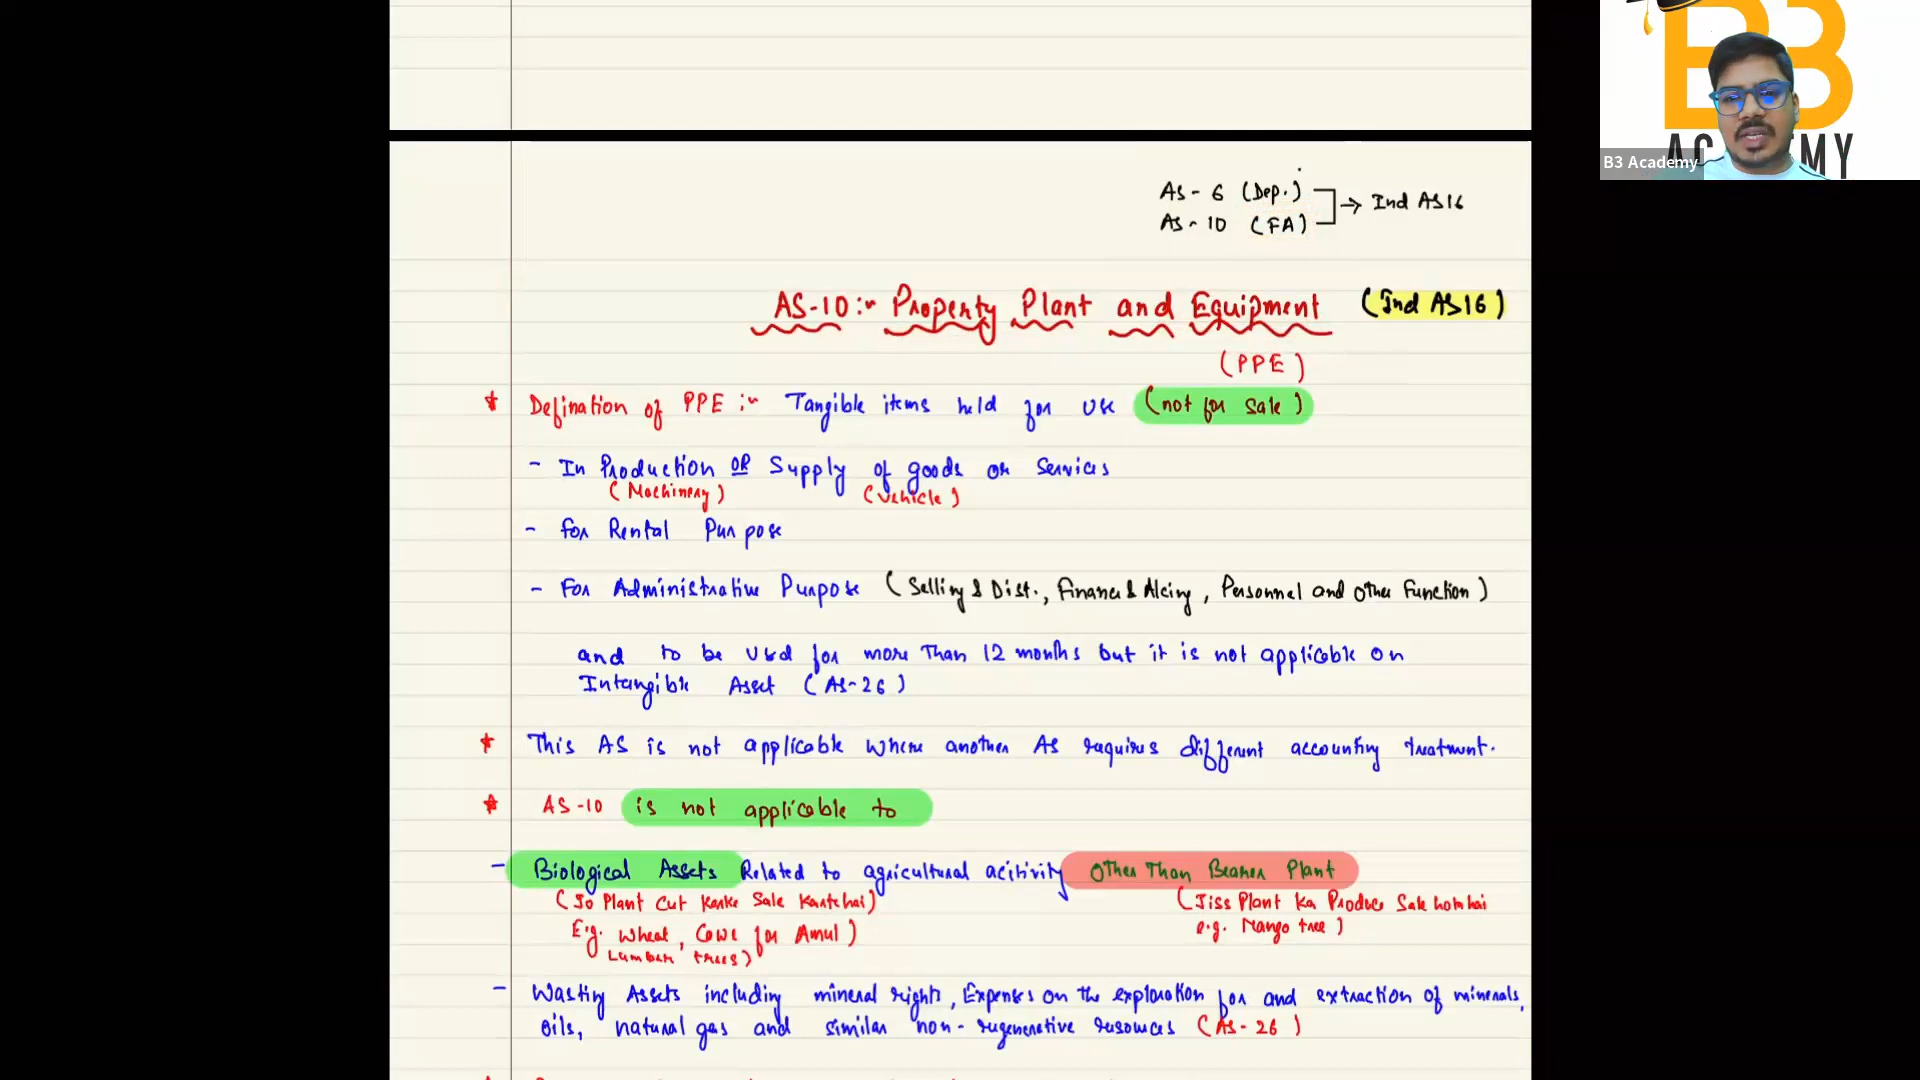 AS - 6 (Dep.)
AS - 10 (FA)
→ Ind AS16
AS-10 :- Property Plant and Equipment (Ind AS16)
(PPE)
* Defination of PPE :- Tangible items held for use (not for sale)
- In Production OR Supply of goods or Services
(Machinery) (Vehicle)
- for Rental Purpose
- For Administrative Purpose (Selling & Dist., Finance & A/cing, Personnel and other Function)
and to be used for more Than 12 months but it is not applicable on
Intangible Asset (AS-26)
* This AS is not applicable where another AS requires different accounting treatment.
* AS-10 is not applicable to
- Biological Assets Related to agricultural acitivity Other Than Bearer Plant
(Jo Plant Cut Karke Sale Karte hai) (Jiss Plant ka Produce Sale hota hai
E.g. Wheat, Cows for Amul) e.g. Mango tree)
Lumber trees)
- Wasting Assets including mineral rights, Expenses on the exploration for and extraction of minerals,
oils, natural gas and similar non-regenerative resources (AS-26)
B3
ACADEMY
B3 Academy